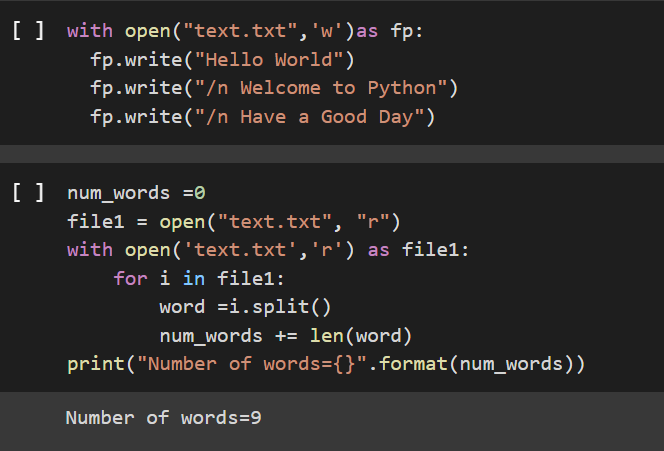 [ ] with open("text.txt",'w')as fp:
fp.write("Hello World")
fp.write("/n Welcome to Python")
fp.write("/n Have a Good Day")
[ ] num_words =0
file1 = open("text.txt", "r")
with open('text.txt','r') as file1:
for i in file1:
word =i.split()
num_words += len(word)
print("Number of words={}".format(num_words))
Number of words=9